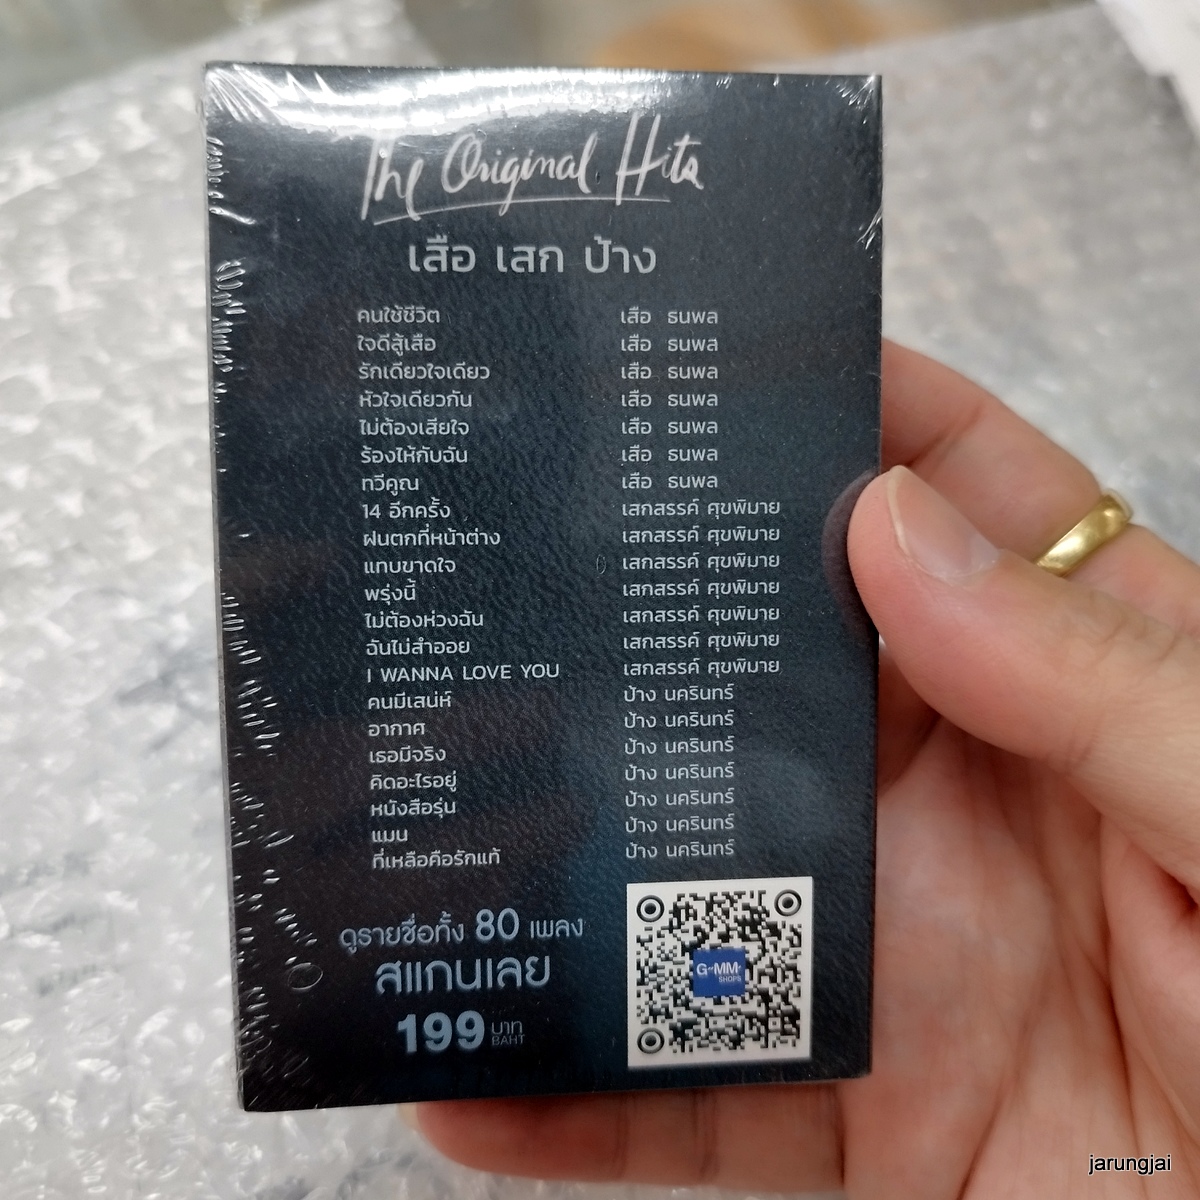 The Original Hits
เสือ เสก ป้าง
คนใช้ชีวิต เสือ ธนพล
ใจดีสู้เสือ เสือ ธนพล
รักเดียวใจเดียว เสือ ธนพล
หัวใจเดียวกัน เสือ ธนพล
ไม่ต้องเสียใจ เสือ ธนพล
ร้องไห้กับฉัน เสือ ธนพล
ทวีคูณ เสือ ธนพล
14 อีกครั้ง เสกสรรค์ ศุขพิมาย
ฝนตกที่หน้าต่าง เสกสรรค์ ศุขพิมาย
แทบขาดใจ เสกสรรค์ ศุขพิมาย
พรุ่งนี้ เสกสรรค์ ศุขพิมาย
ไม่ต้องห่วงฉัน เสกสรรค์ ศุขพิมาย
ฉันไม่สำออย เสกสรรค์ ศุขพิมาย
I WANNA LOVE YOU เสกสรรค์ ศุขพิมาย
คนมีเสน่ห์ ป้าง นครินทร์
อากาศ ป้าง นครินทร์
เธอมีจริง ป้าง นครินทร์
คิดอะไรอยู่ ป้าง นครินทร์
หนังสือรุ่น ป้าง นครินทร์
แมน ป้าง นครินทร์
ที่เหลือคือรักแท้ ป้าง นครินทร์
ดูรายชื่อทั้ง 80 เพลง
สแกนเลย
199 บาท
BAHT
G-MM-
SHOPS
jarungjai